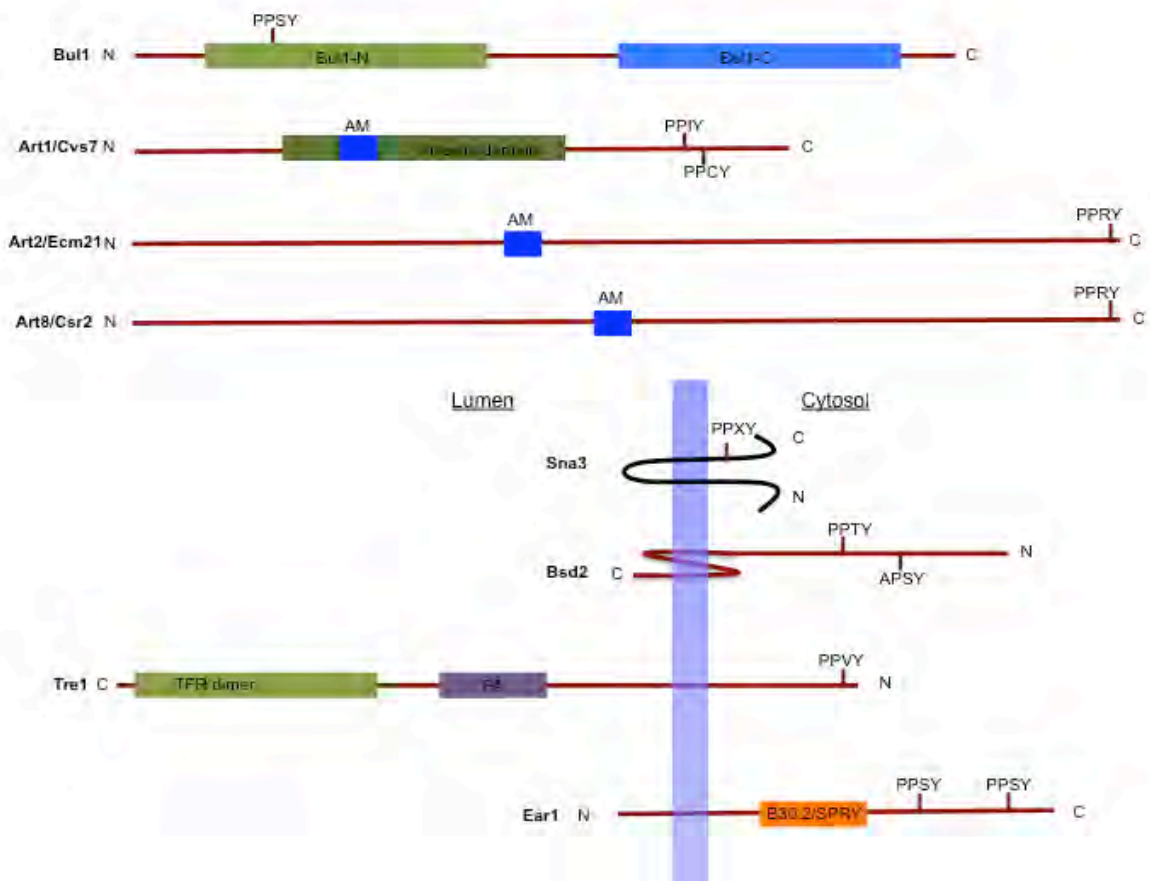 PPSY
Bul1 N Bul1-N Bul1-C C
AM PPIY
Art1/Cvs7 N C
PPCY
AM PPRY
Art2/Ecm21 N C
AM PPRY
Art8/Csr2 N C
Lumen Cytosol
PPXY C
Sna3
N
PPTY N
Bsd2 C
APSY
PPVY
Tre1 C TFR dimer PA N
PPSY PPSY
Ear1 N B30.2/SPRY C